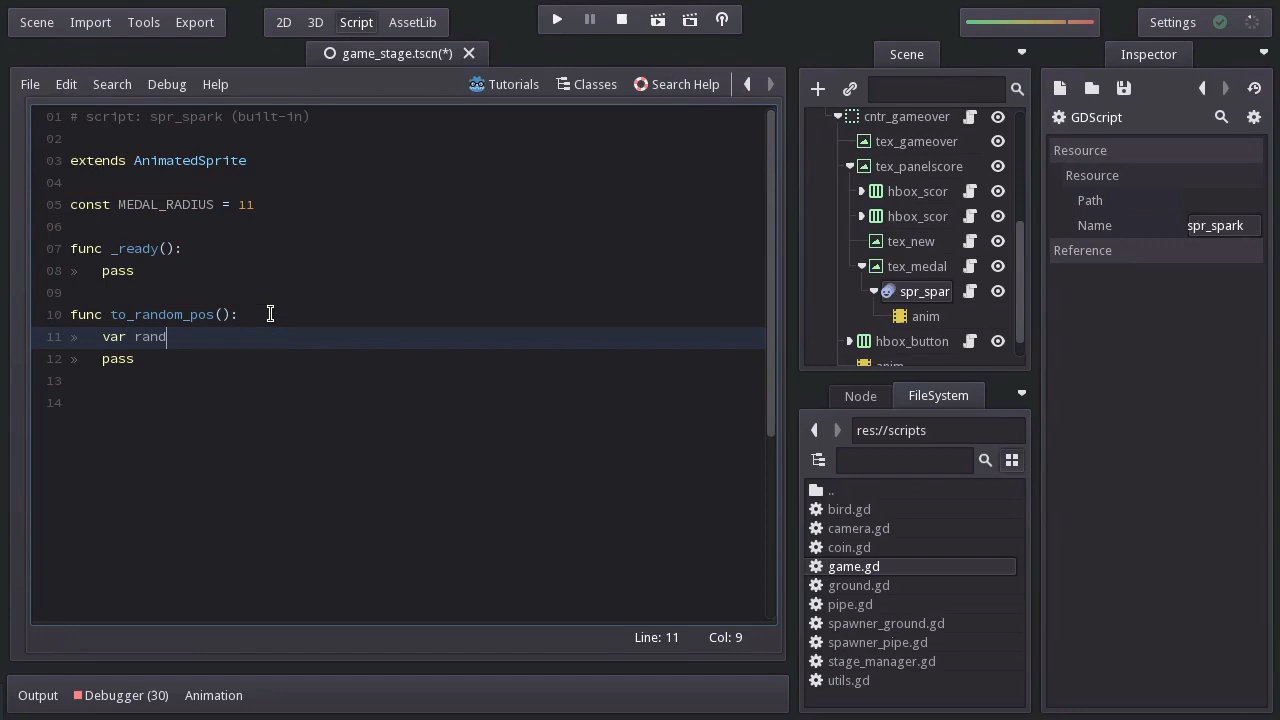 Scene Import Tools Export 2D 3D Script AssetLib Settings
game_stage.tscn(*) Scene Inspector
File Edit Search Debug Help Tutorials Classes Search Help
01 # script: spr_spark (built-in)
02
03 extends AnimatedSprite
04
05 const MEDAL_RADIUS = 11
06
07 func _ready():
08 » pass
09
10 func to_random_pos():
11 » var rand
12 » pass
13
14
Line: 11 Col: 9
Output Debugger (30) Animation
cntr_gameover
tex_gameover
tex_panelscore
hbox_scor
hbox_scor
tex_new
tex_medal
spr_spar
anim
hbox_button
anim
Node FileSystem
res://scripts
..
bird.gd
camera.gd
coin.gd
game.gd
ground.gd
pipe.gd
spawner_ground.gd
spawner_pipe.gd
stage_manager.gd
utils.gd
GDScript
Resource
Resource
Path
Name spr_spark
Reference